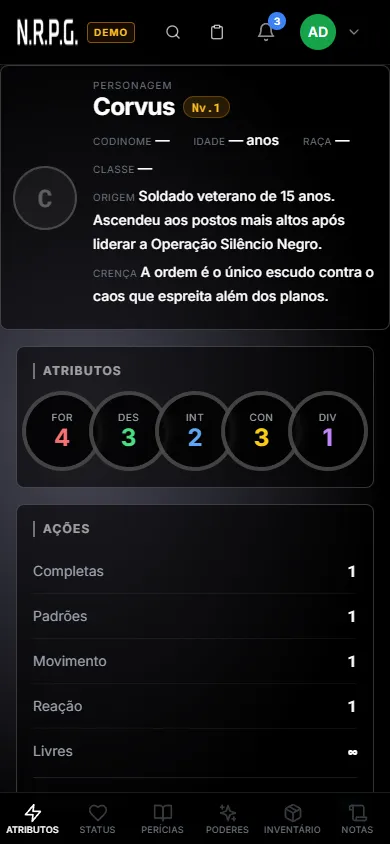 N.R.P.G. DEMO 3 AD
PERSONAGEM
Corvus Nv.1
CODINOME — IDADE — anos RAÇA —
CLASSE —
ORIGEM Soldado veterano de 15 anos.
Ascendeu aos postos mais altos após
liderar a Operação Silêncio Negro.
CRENÇA A ordem é o único escudo contra o
caos que espreita além dos planos.
C
ATRIBUTOS
FOR DES INT CON DIV
4 3 2 3 1
AÇÕES
Completas 1
Padrões 1
Movimento 1
Reação 1
Livres ∞
ATRIBUTOS STATUS PERÍCIAS PODERES INVENTÁRIO NOTAS